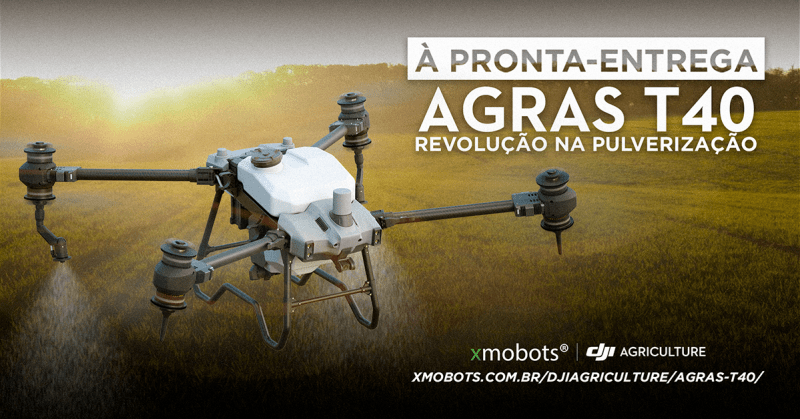 À PRONTA-ENTREGA
AGRAS T40
REVOLUÇÃO NA PULVERIZAÇÃO
xmobots® | dji AGRICULTURE
XMOBOTS.COM.BR/DJIAGRICULTURE/AGRAS-T40/